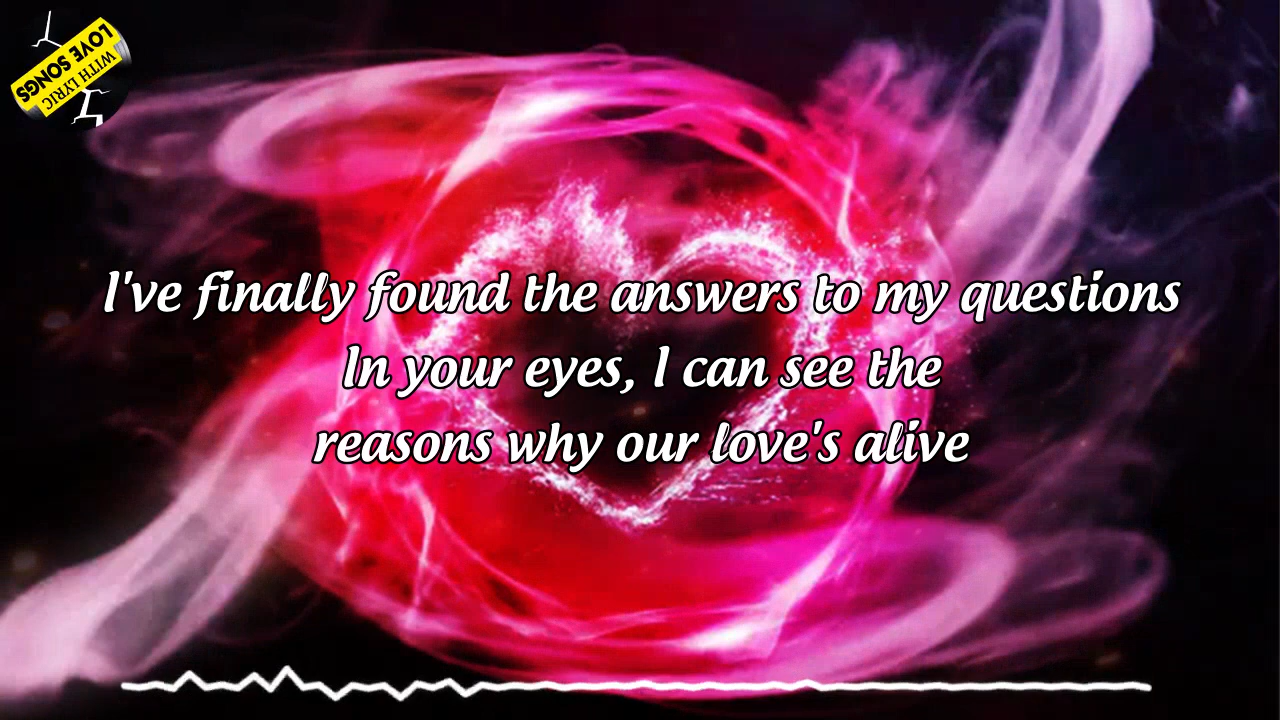 LOVE SONGS
WITH LYRIC
I've finally found the answers to my questions
In your eyes, I can see the
reasons why our love's alive